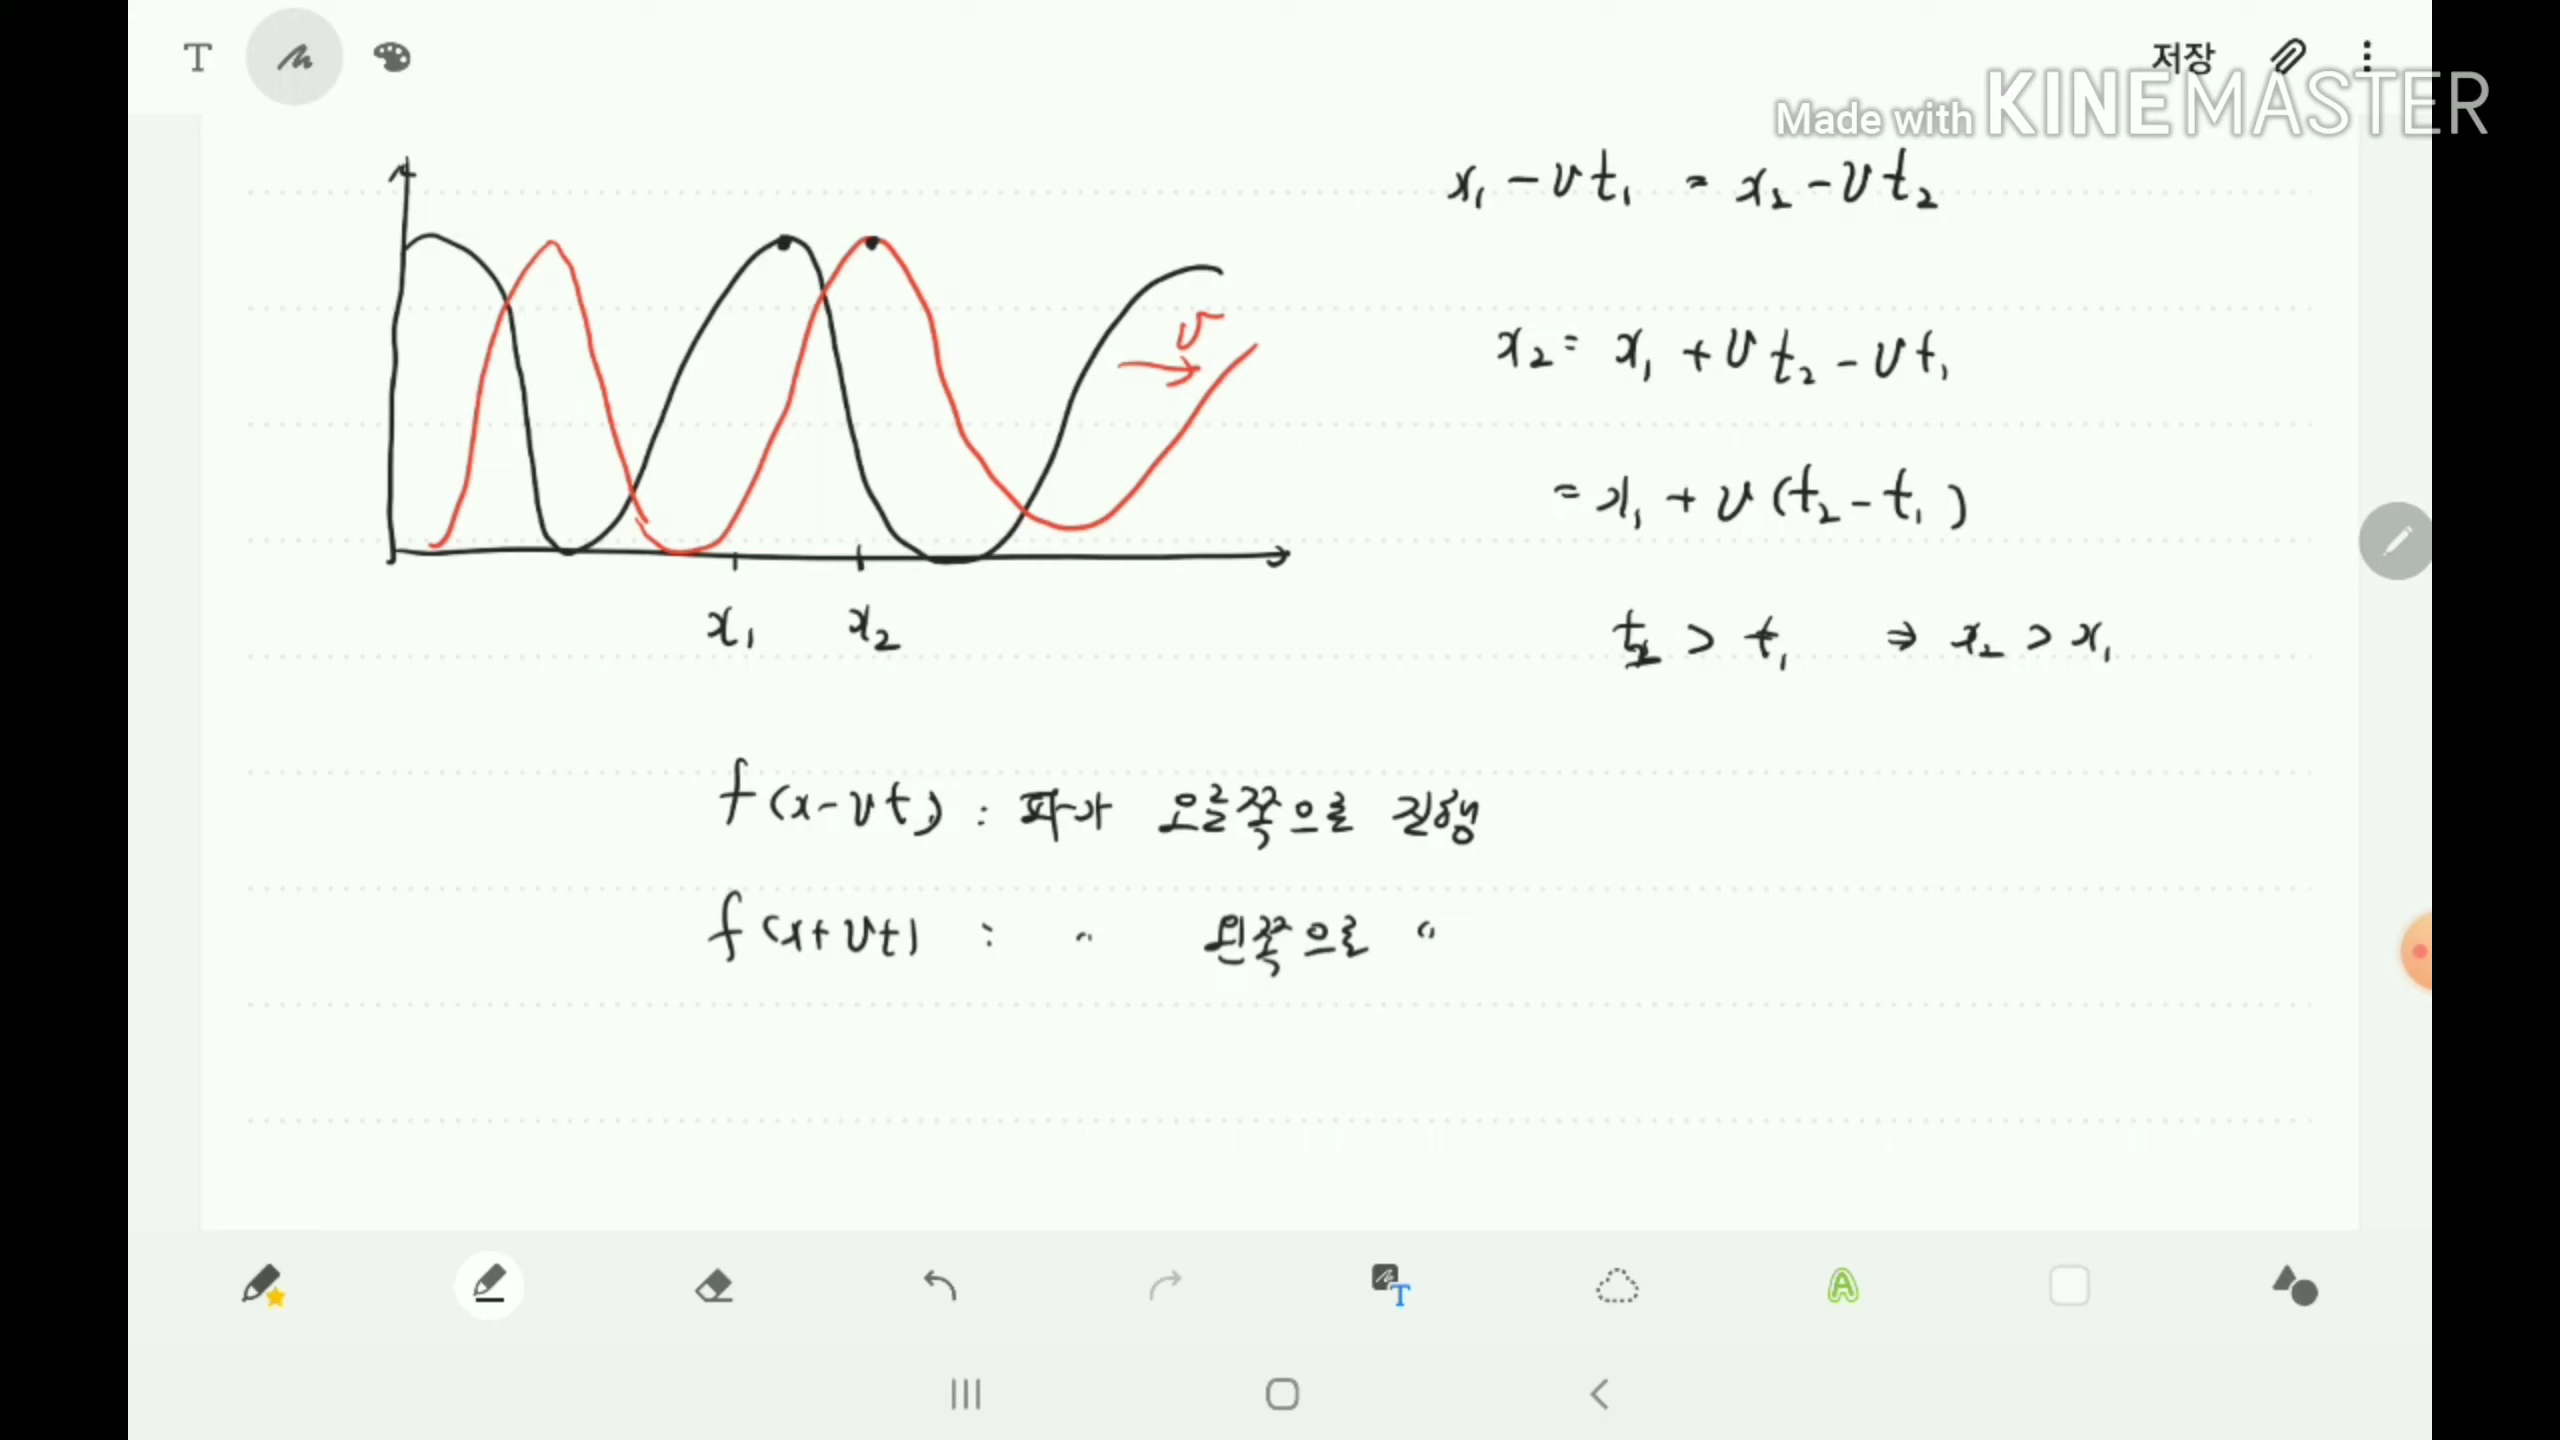 T
저장
Made with KINEMASTER
x₁ - vt₁ = x₂ - vt₂
v
x₂ = x₁ + vt₂ - vt₁
= x₁ + v(t₂ - t₁)
x₁ x₂
t₂ > t₁ ⇒ x₂ > x₁
f(x-vt) : 파가 오른쪽으로 진행
f(x+vt) : 〃 왼쪽으로 〃
T
A